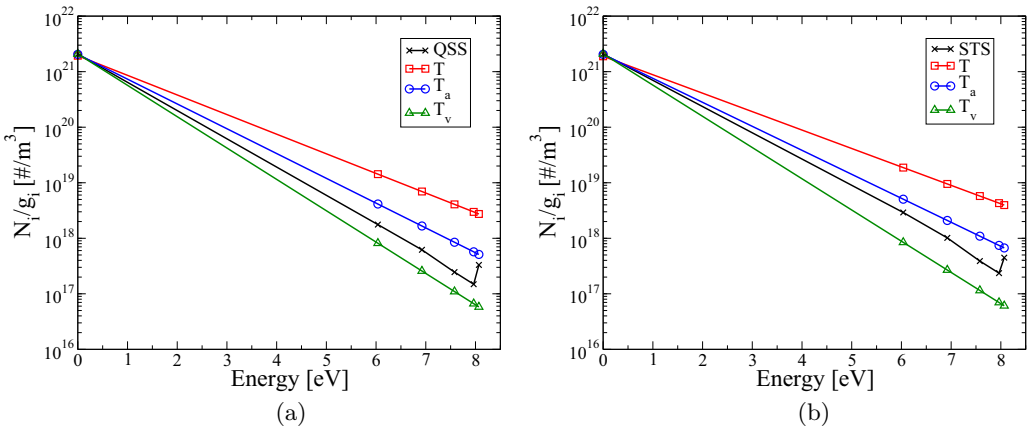 10^22
10^21
10^20
10^19
10^18
10^17
10^16
N_i/g_i [#/m^3]
0 1 2 3 4 5 6 7 8
Energy [eV]
QSS
T
T_a
T_v
(a)
10^22
10^21
10^20
10^19
10^18
10^17
10^16
N_i/g_i [#/m^3]
0 1 2 3 4 5 6 7 8
Energy [eV]
STS
T
T_a
T_v
(b)